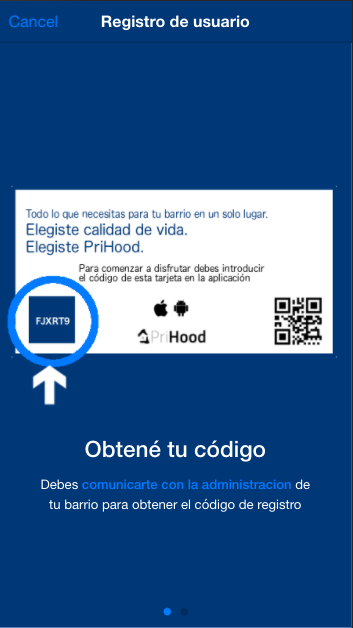 Cancel Registro de usuario
Todo lo que necesitas para tu barrio en un solo lugar.
Elegiste calidad de vida.
Elegiste PriHood.
Para comenzar a disfrutar debes introducir
el código de esta tarjeta en la aplicación
FJXRT9
PriHood
Obtené tu código
Debes comunicarte con la administracion de
tu barrio para obtener el código de registro